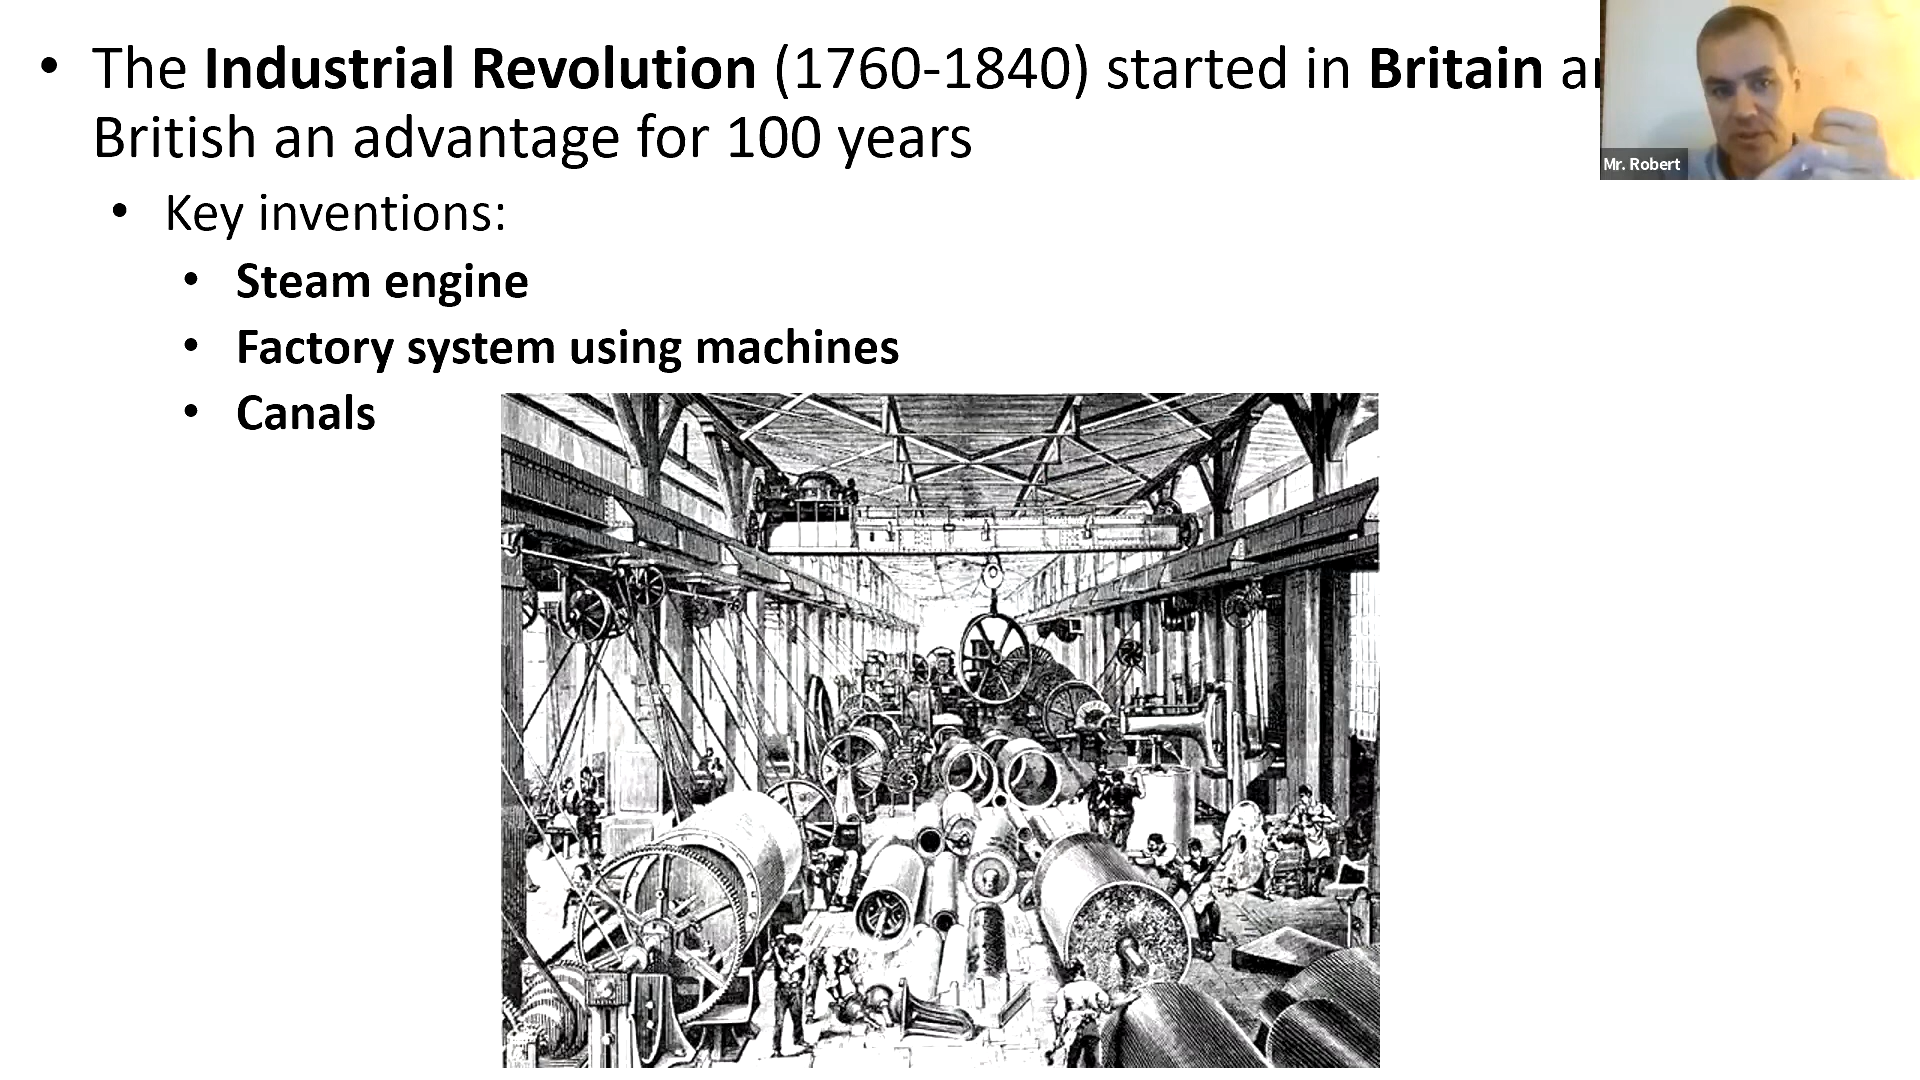 • The Industrial Revolution (1760-1840) started in Britain
British an advantage for 100 years
• Key inventions:
• Steam engine
• Factory system using machines
• Canals
Mr. Robert